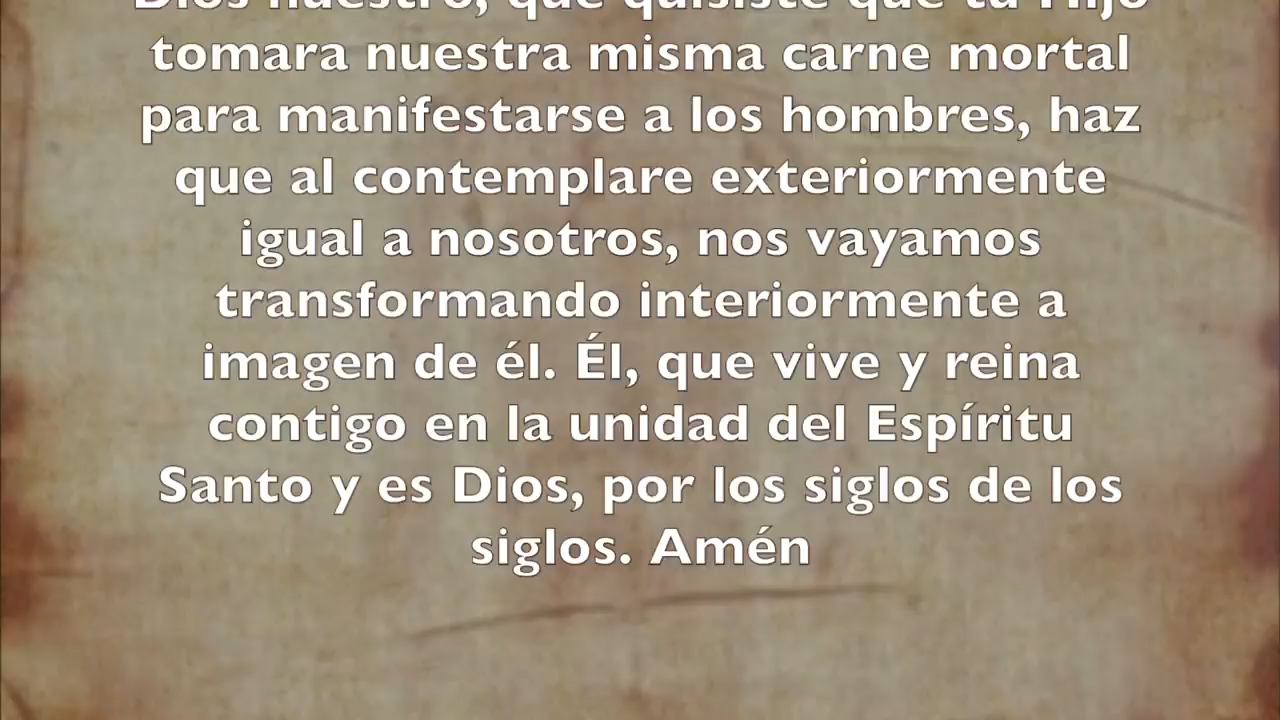 Dios nuestro, que quisiste que tu Hijo
tomara nuestra misma carne mortal
para manifestarse a los hombres, haz
que al contemplare exteriormente
igual a nosotros, nos vayamos
transformando interiormente a
imagen de él. Él, que vive y reina
contigo en la unidad del Espíritu
Santo y es Dios, por los siglos de los
siglos. Amén